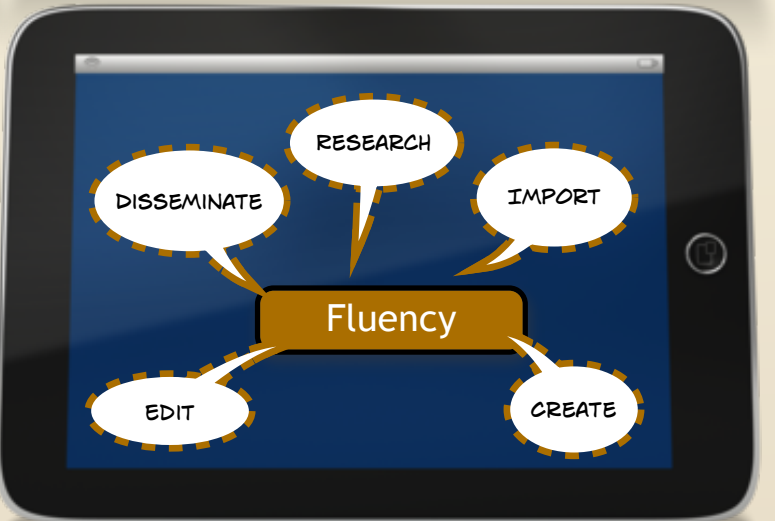 RESEARCH
DISSEMINATE
IMPORT
Fluency
EDIT
CREATE